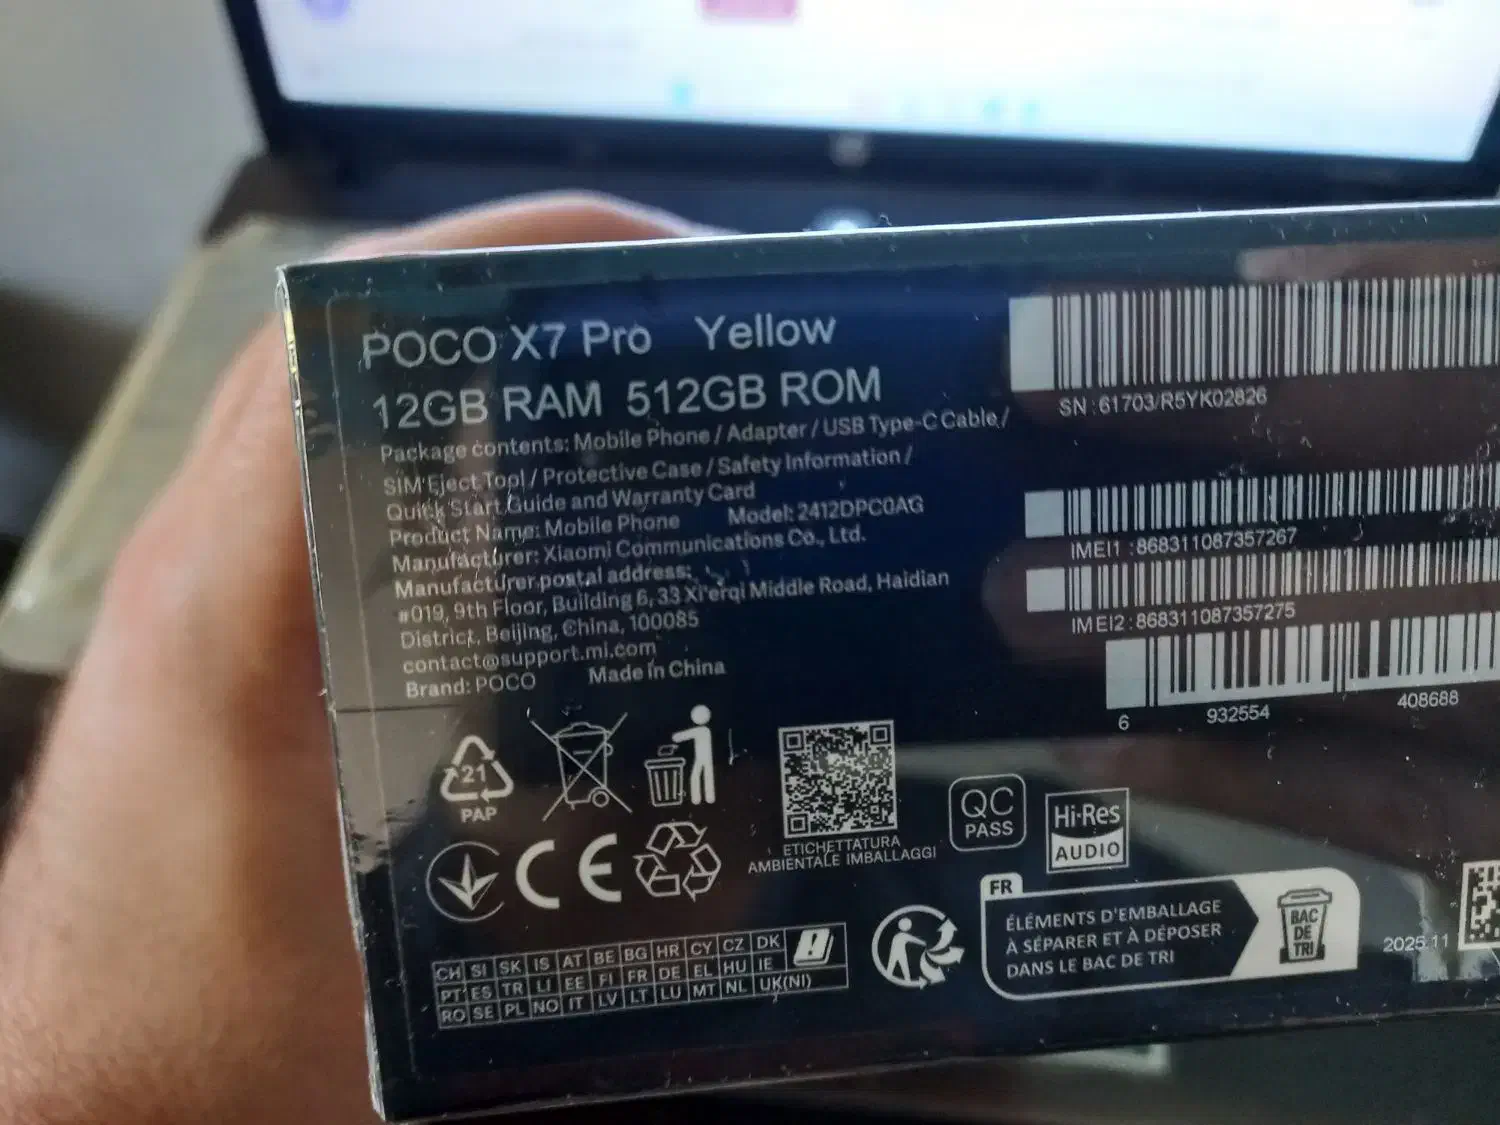 POCO X7 Pro Yellow
12GB RAM 512GB ROM
Package contents: Mobile Phone / Adapter / USB Type-C Cable /
SIM Eject Tool / Protective Case / Safety Information /
Quick Start Guide and Warranty Card
Product Name: Mobile Phone Model: 2412DPC0AG
Manufacturer: Xiaomi Communications Co., Ltd.
Manufacturer postal address:
#019, 9th Floor, Building 6, 33 Xi'erqi Middle Road, Haidian
District, Beijing, China, 100085
contact@support.mi.com
Brand: POCO Made in China
SN : 61703/R5YK02826
IMEI1 : 868311087357267
IMEI2 : 868311087357275
6 932554 408688
21
PAP
ETICHETTATURA
AMBIENTALE IMBALLAGGI
QC
PASS
Hi-Res
AUDIO
CE
CH SI SK IS AT BE BG HR CY CZ DK
PT ES TR LI EE FI FR DE EL HU IE
RO SE PL NO IT LV LT LU MT NL UK(NI)
FR
ÉLÉMENTS D'EMBALLAGE
À SÉPARER ET À DÉPOSER
DANS LE BAC DE TRI
BAC
DE
TRI
2025.11